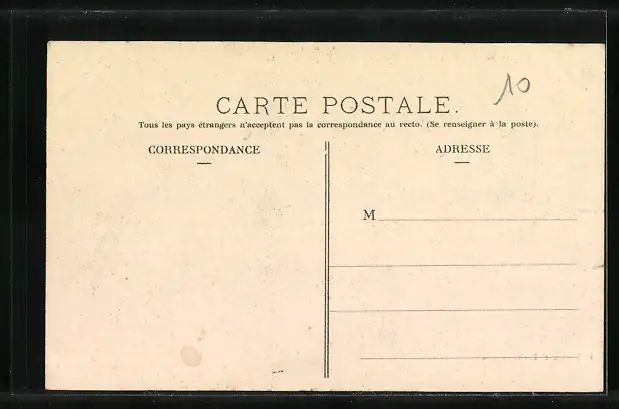 10
CARTE POSTALE.
Tous les pays étrangers n'acceptent pas la correspondance au recto. (Se renseigner à la poste).
CORRESPONDANCE
ADRESSE
M